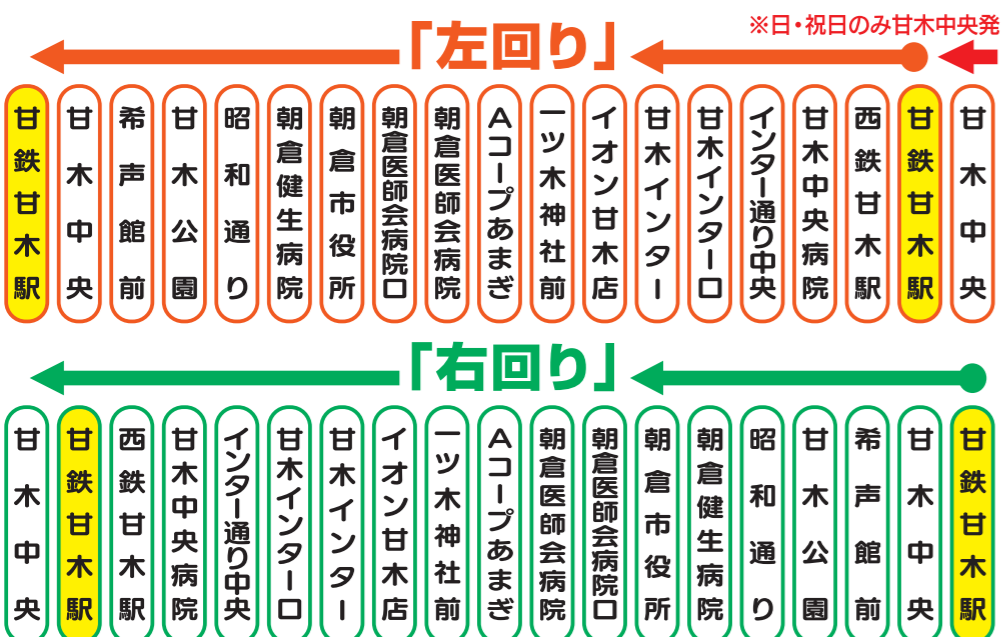 ※日・祝日のみ甘木中央発
「左回り」
甘木中央
甘鉄甘木駅
西鉄甘木駅
甘木中央病院
インター通り中央
甘木インター口
甘木インター
イオン甘木店
一ツ木神社前
Aコープあまぎ
朝倉医師会病院
朝倉医師会病院口
朝倉市役所
朝倉健生病院
昭和通り
甘木公園
希声館前
甘木中央
甘鉄甘木駅
「右回り」
甘鉄甘木駅
甘木中央
希声館前
甘木公園
昭和通り
朝倉健生病院
朝倉市役所
朝倉医師会病院口
朝倉医師会病院
Aコープあまぎ
一ツ木神社前
イオン甘木店
甘木インター
甘木インター口
インター通り中央
甘木中央病院
西鉄甘木駅
甘鉄甘木駅
甘木中央